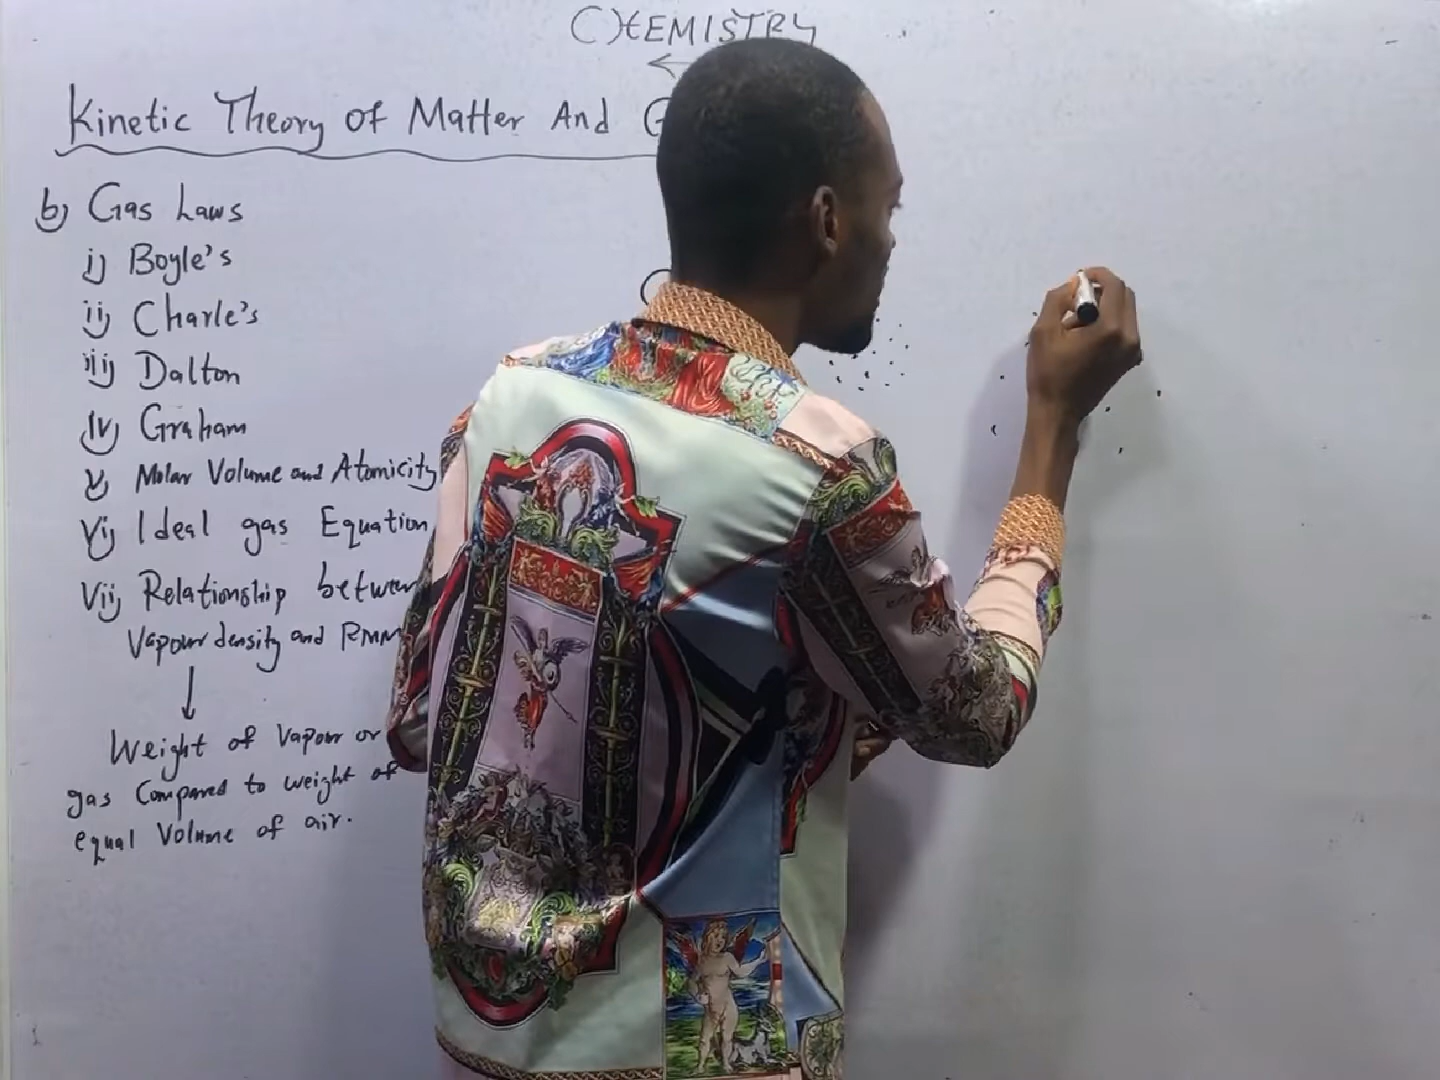 CHEMISTRY
Kinetic Theory of Matter And
b) Gas Laws
i) Boyle's
ii) Charle's
iii) Dalton
iv) Graham
v) Molar Volume and Atomicity
vi) Ideal gas Equation
vii) Relationship between
Vapour density and RMM
↓
Weight of Vapour or
gas Compared to weight of
equal Volume of air.